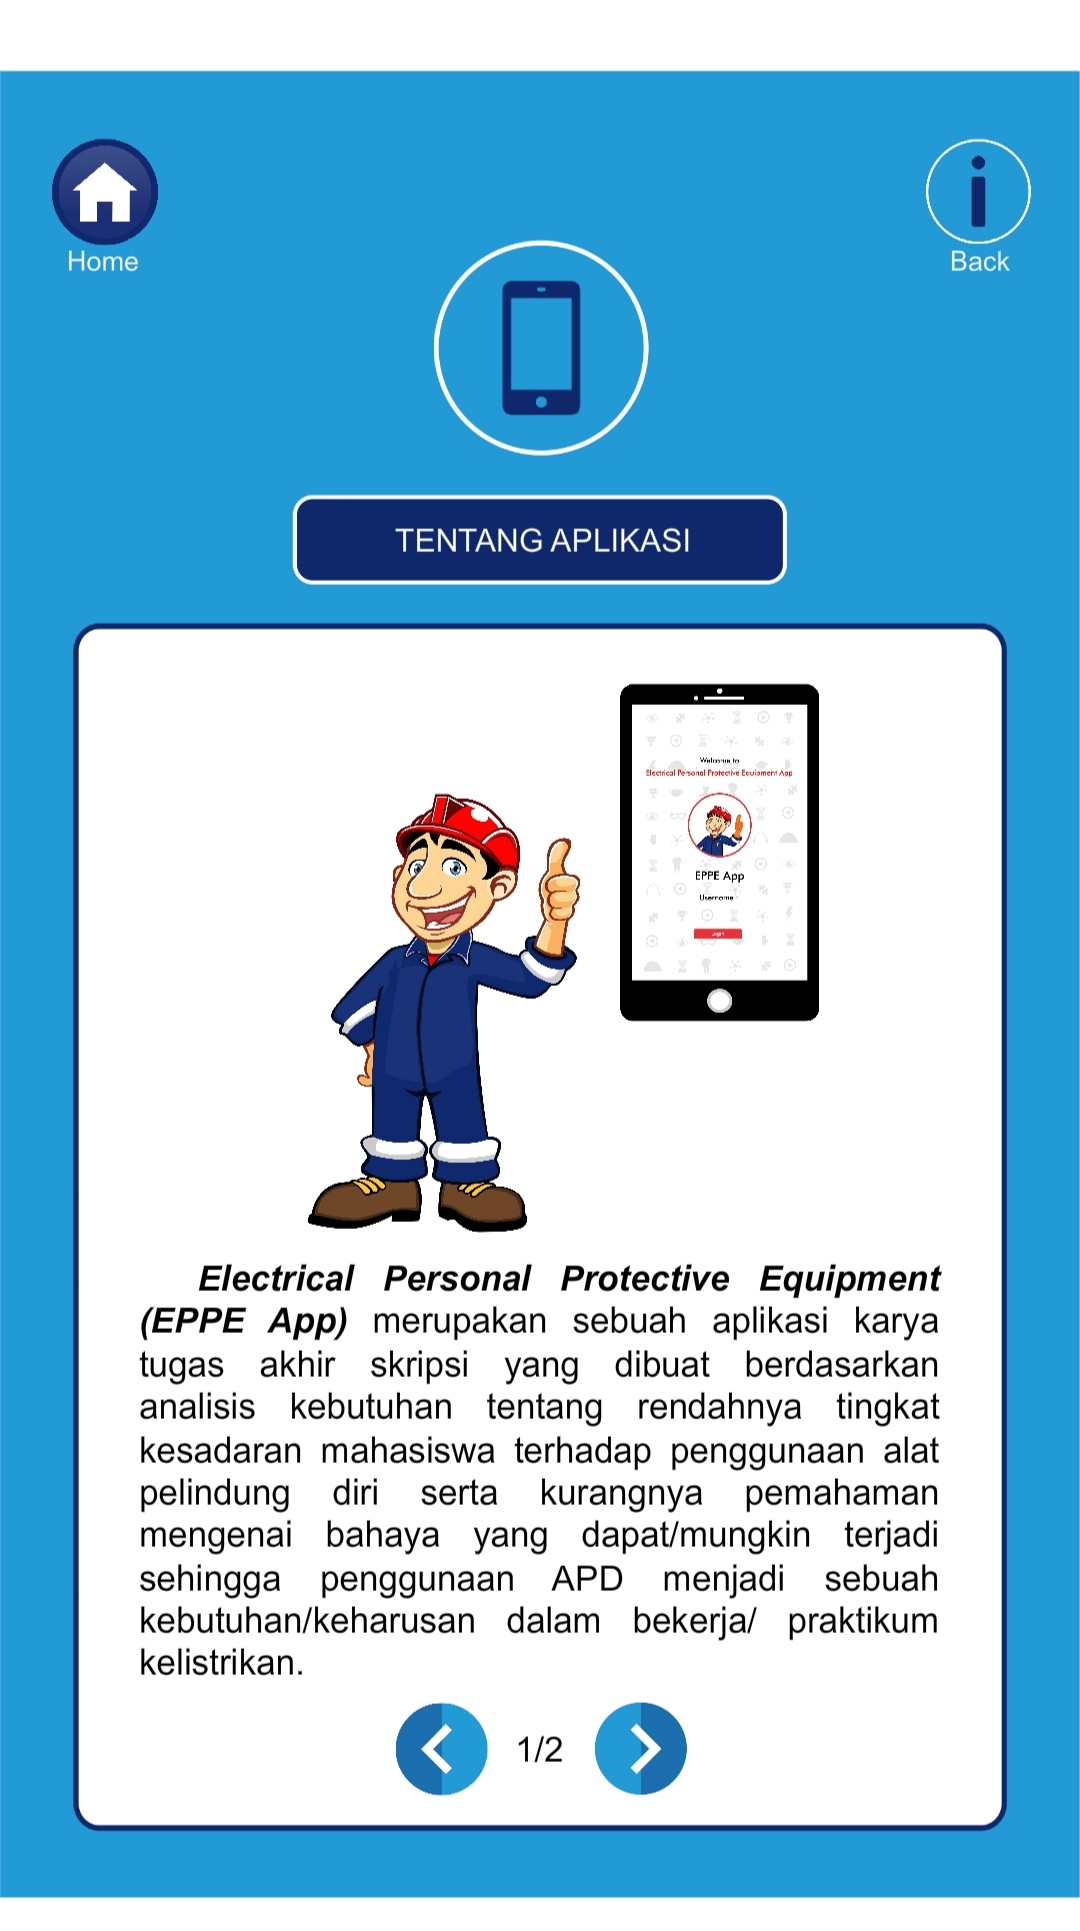 Home
Back
TENTANG APLIKASI
Welcome to
Electrical Personal Protective Equipment App
EPPE App
Username
Login
Electrical Personal Protective Equipment
(EPPE App) merupakan sebuah aplikasi karya
tugas akhir skripsi yang dibuat berdasarkan
analisis kebutuhan tentang rendahnya tingkat
kesadaran mahasiswa terhadap penggunaan alat
pelindung diri serta kurangnya pemahaman
mengenai bahaya yang dapat/mungkin terjadi
sehingga penggunaan APD menjadi sebuah
kebutuhan/keharusan dalam bekerja/ praktikum
kelistrikan.
1/2